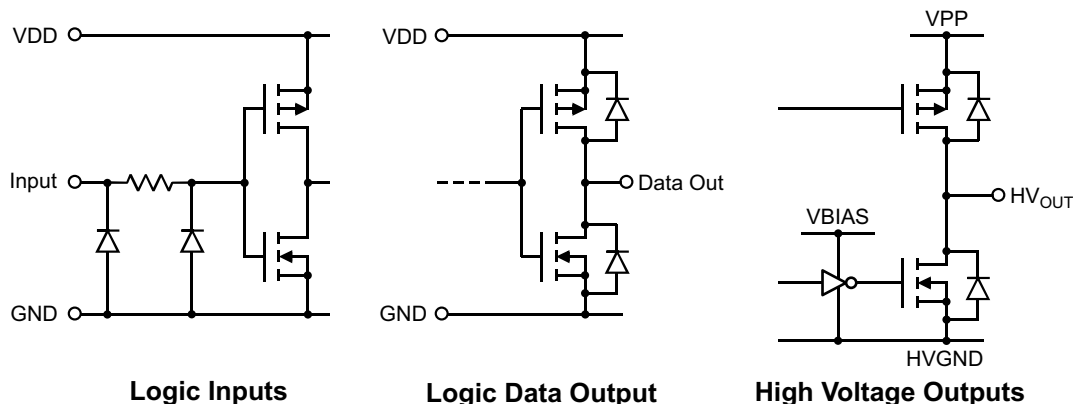 VDD
Input
GND
Logic Inputs
VDD
Data Out
GND
Logic Data Output
VPP
HVOUT
VBIAS
HVGND
High Voltage Outputs